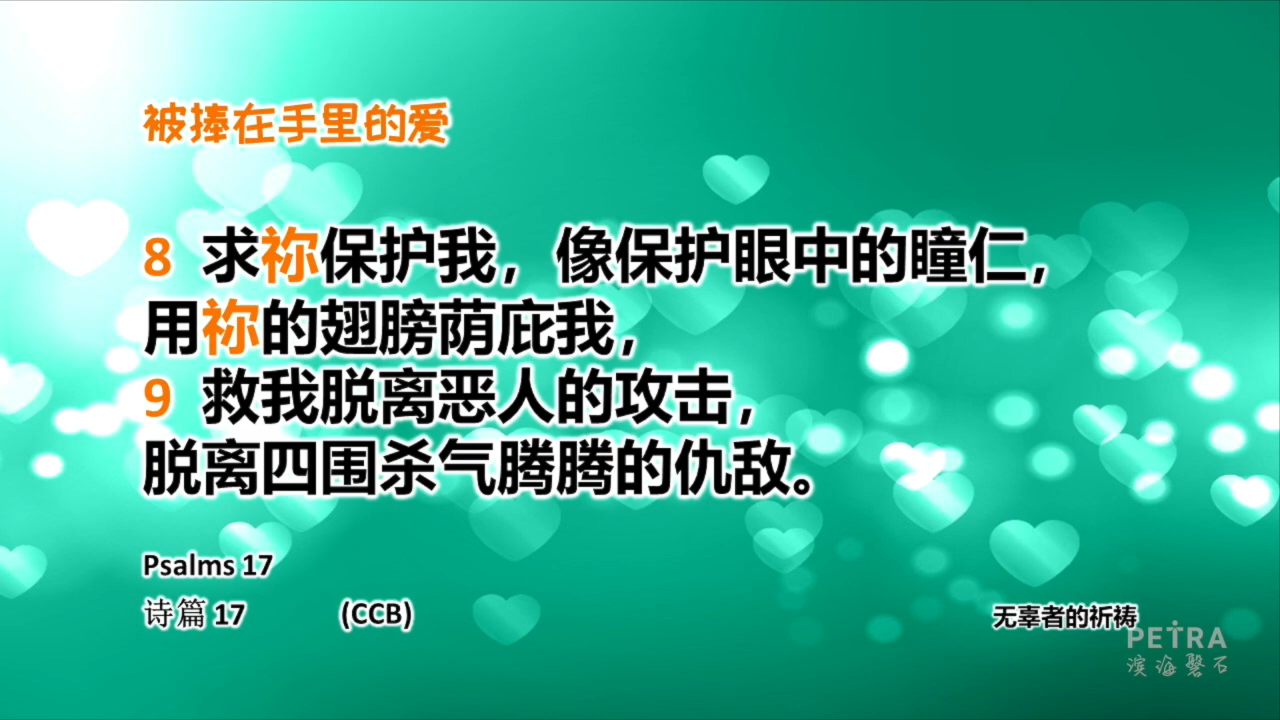 被捧在手里的爱
8 求祢保护我，像保护眼中的瞳仁，
用祢的翅膀荫庇我，
9 救我脱离恶人的攻击，
脱离四围杀气腾腾的仇敌。
Psalms 17
诗篇 17 (CCB)
无辜者的祈祷
PETRA
滨海磐石